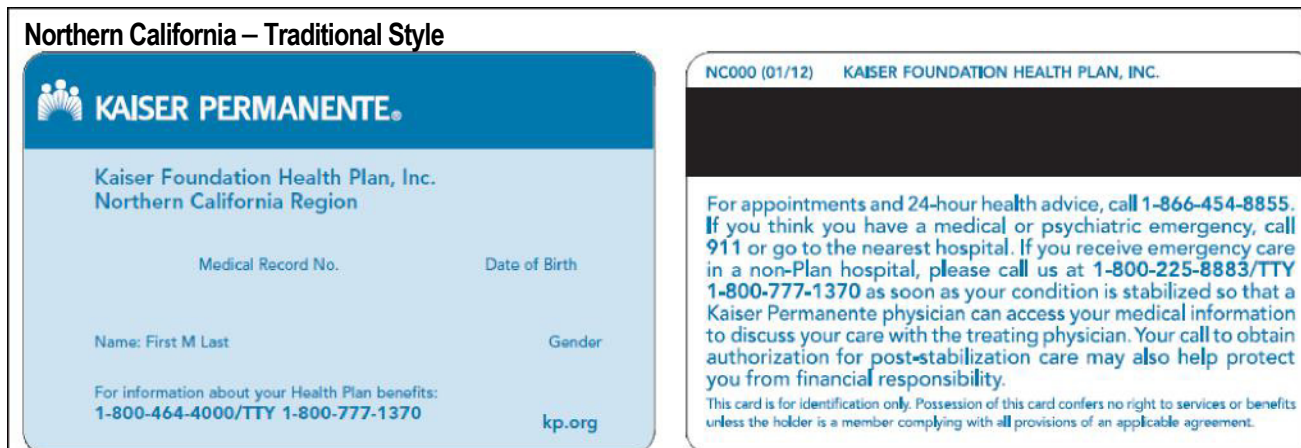 Northern California – Traditional Style
KAISER PERMANENTE®
Kaiser Foundation Health Plan, Inc.
Northern California Region
Medical Record No. Date of Birth
Name: First M Last Gender
For information about your Health Plan benefits:
1-800-464-4000/TTY 1-800-777-1370
kp.org
NC000 (01/12) KAISER FOUNDATION HEALTH PLAN, INC.
For appointments and 24-hour health advice, call 1-866-454-8855.
If you think you have a medical or psychiatric emergency, call
911 or go to the nearest hospital. If you receive emergency care
in a non-Plan hospital, please call us at 1-800-225-8883/TTY
1-800-777-1370 as soon as your condition is stabilized so that a
Kaiser Permanente physician can access your medical information
to discuss your care with the treating physician. Your call to obtain
authorization for post-stabilization care may also help protect
you from financial responsibility.
This card is for identification only. Possession of this card confers no right to services or benefits
unless the holder is a member complying with all provisions of an applicable agreement.